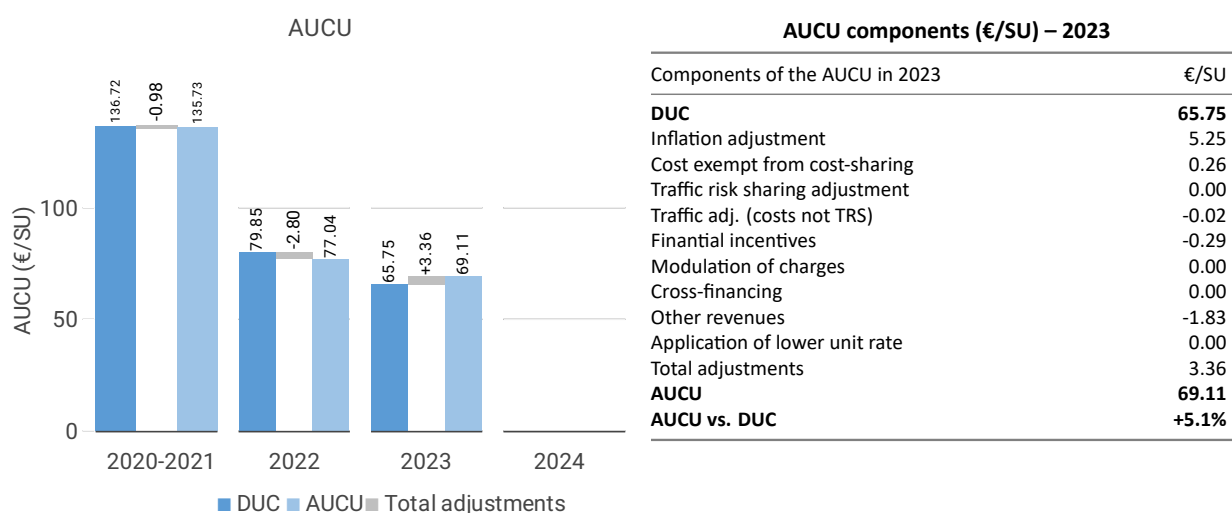 AUCU
AUCU (€/SU)
100
50
0
136.72
-0.98
135.73
79.85
-2.80
77.04
65.75
+3.36
69.11
2020-2021
2022
2023
2024
DUC AUCU Total adjustments
AUCU components (€/SU) – 2023
Components of the AUCU in 2023 €/SU
DUC 65.75
Inflation adjustment 5.25
Cost exempt from cost-sharing 0.26
Traffic risk sharing adjustment 0.00
Traffic adj. (costs not TRS) -0.02
Finantial incentives -0.29
Modulation of charges 0.00
Cross-financing 0.00
Other revenues -1.83
Application of lower unit rate 0.00
Total adjustments 3.36
AUCU 69.11
AUCU vs. DUC +5.1%